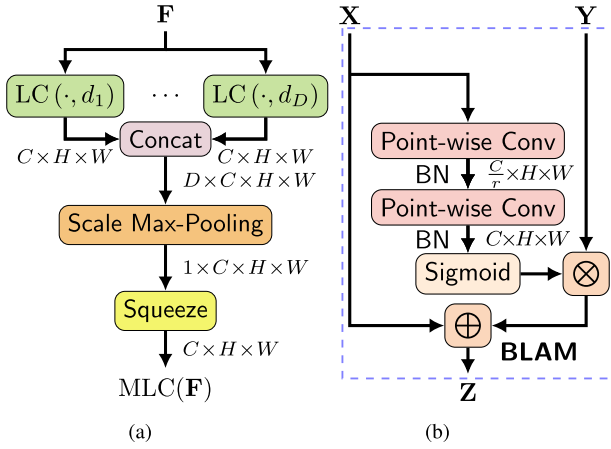 F
LC (·, d₁) ··· LC (·, d_D)
C×H×W Concat C×H×W
D×C×H×W
Scale Max-Pooling
1×C×H×W
Squeeze
C×H×W
MLC(F)
(a)
X Y
Point-wise Conv
BN C/r×H×W
Point-wise Conv
BN C×H×W
Sigmoid ⊗
⊕ BLAM
Z
(b)